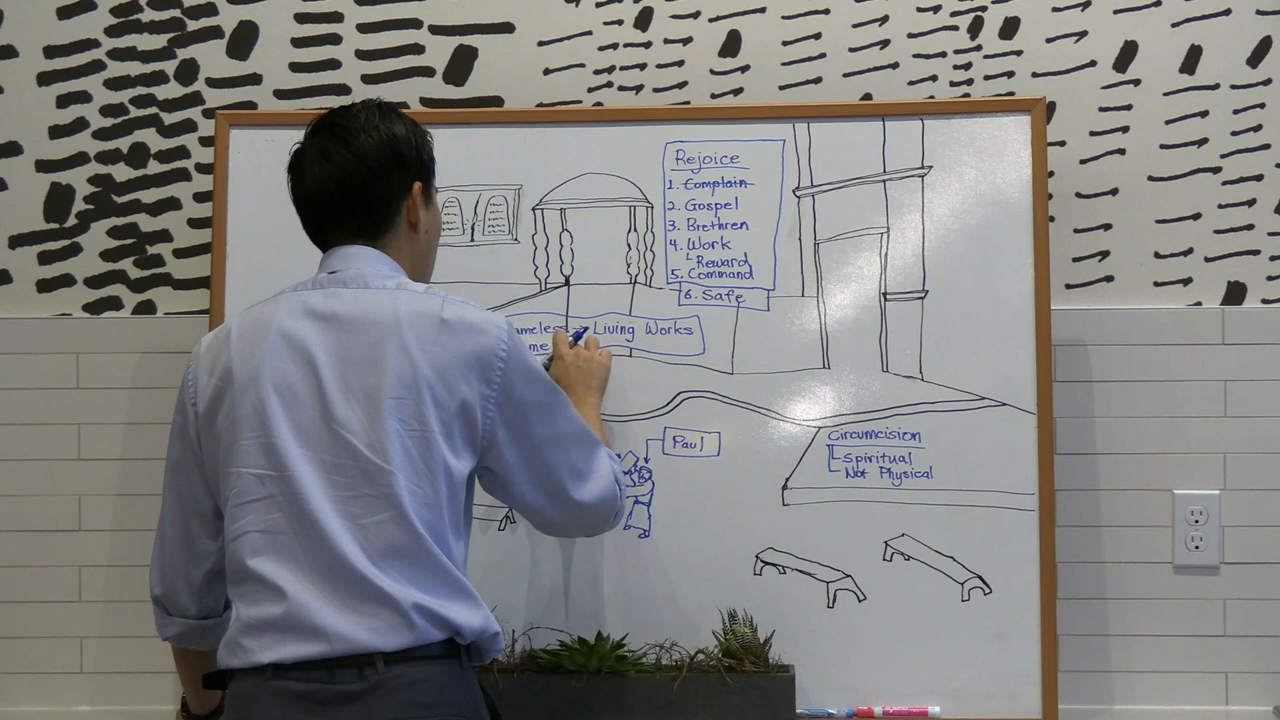 Rejoice
1. Complain
2. Gospel
3. Brethren
4. Work
Reward
5. Command
6. Safe
→ Living Works
Paul
Circumcision
Spiritual
Not Physical